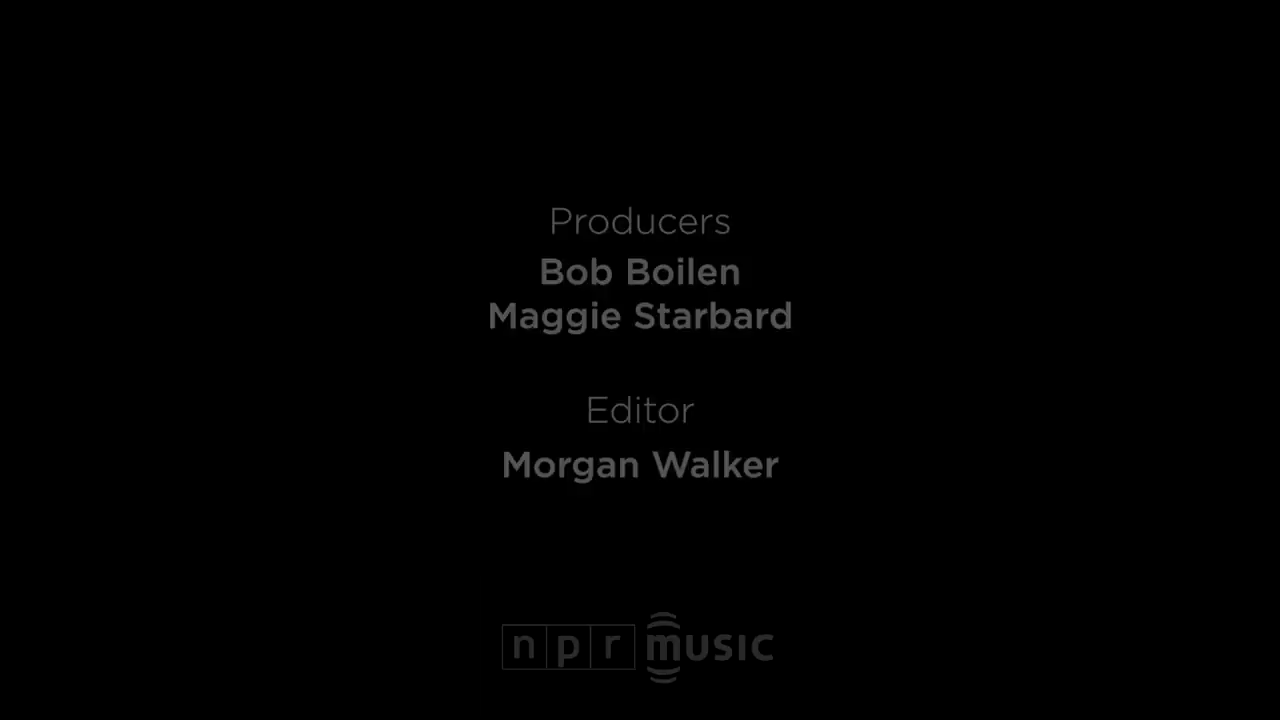 Producers
Bob Boilen
Maggie Starbard
Editor
Morgan Walker
npr music